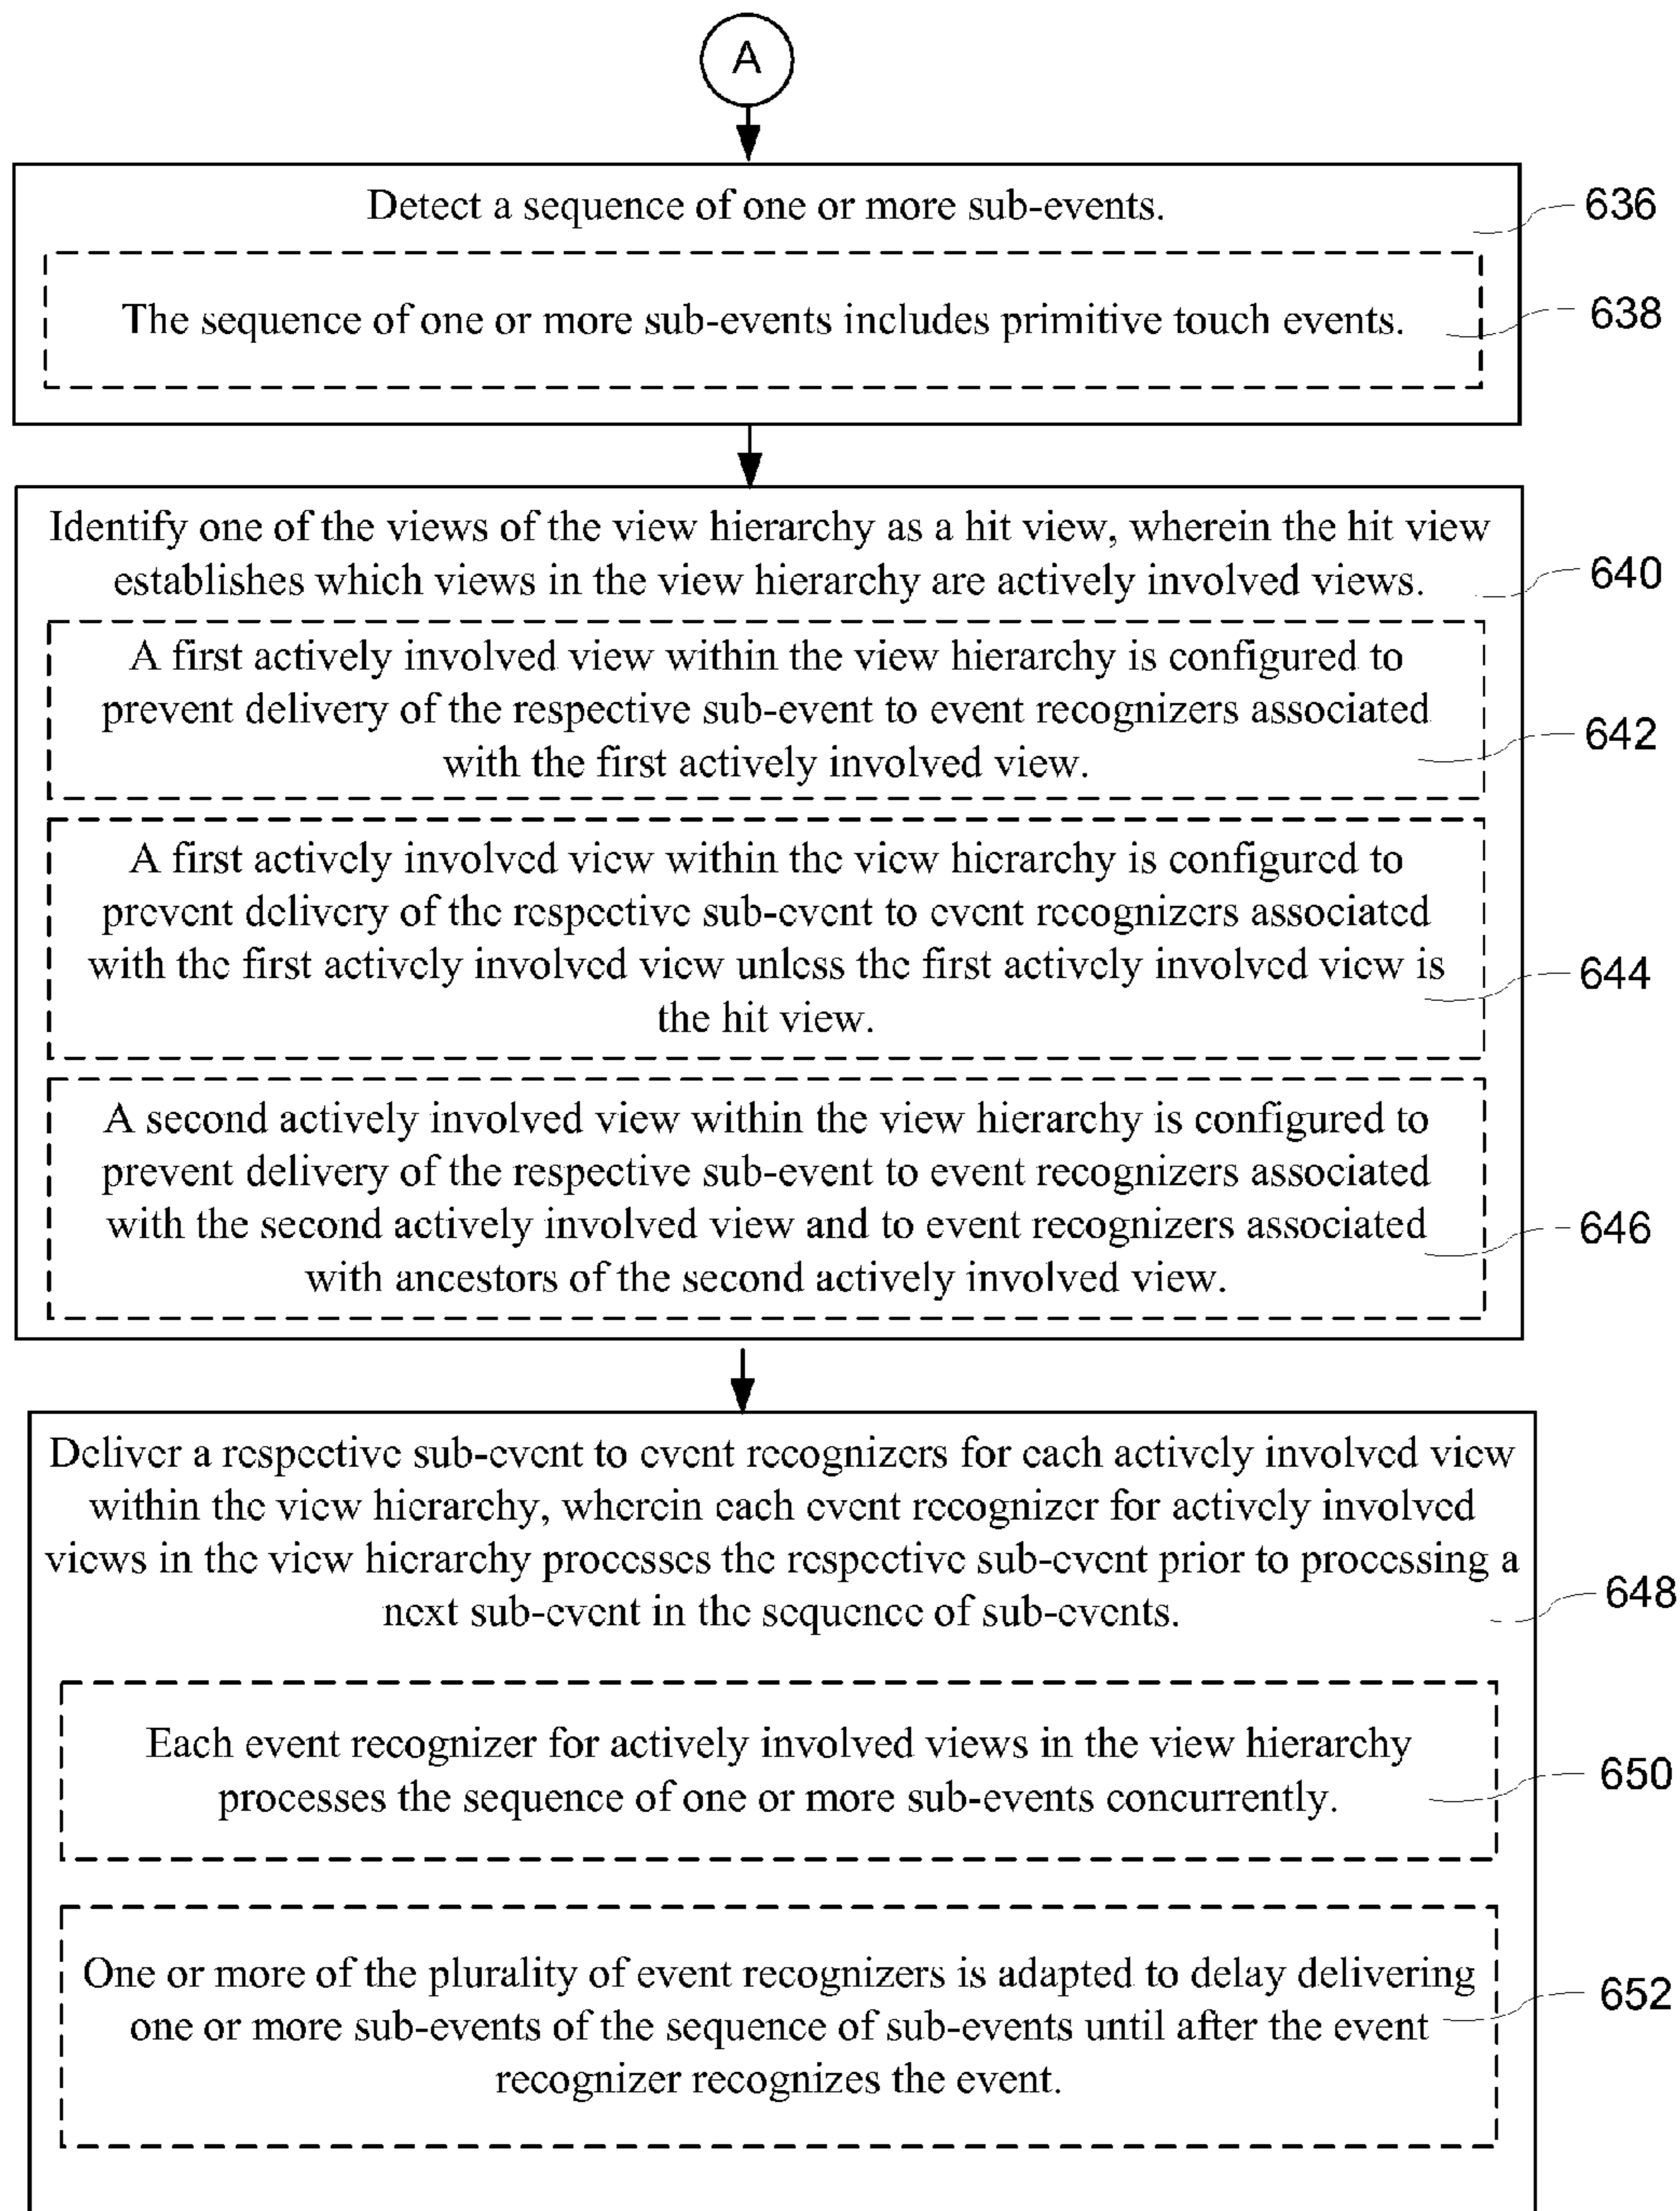 A
Detect a sequence of one or more sub-events.
636
The sequence of one or more sub-events includes primitive touch events.
638
Identify one of the views of the view hierarchy as a hit view, wherein the hit view
establishes which views in the view hierarchy are actively involved views.
640
A first actively involved view within the view hierarchy is configured to
prevent delivery of the respective sub-event to event recognizers associated
with the first actively involved view.
642
A first actively involved view within the view hierarchy is configured to
prevent delivery of the respective sub-event to event recognizers associated
with the first actively involved view unless the first actively involved view is
the hit view.
644
A second actively involved view within the view hierarchy is configured to
prevent delivery of the respective sub-event to event recognizers associated
with the second actively involved view and to event recognizers associated
with ancestors of the second actively involved view.
646
Deliver a respective sub-event to event recognizers for each actively involved view
within the view hierarchy, wherein each event recognizer for actively involved
views in the view hierarchy processes the respective sub-event prior to processing a
next sub-event in the sequence of sub-events.
648
Each event recognizer for actively involved views in the view hierarchy
processes the sequence of one or more sub-events concurrently.
650
One or more of the plurality of event recognizers is adapted to delay delivering
one or more sub-events of the sequence of sub-events until after the event
recognizer recognizes the event.
652